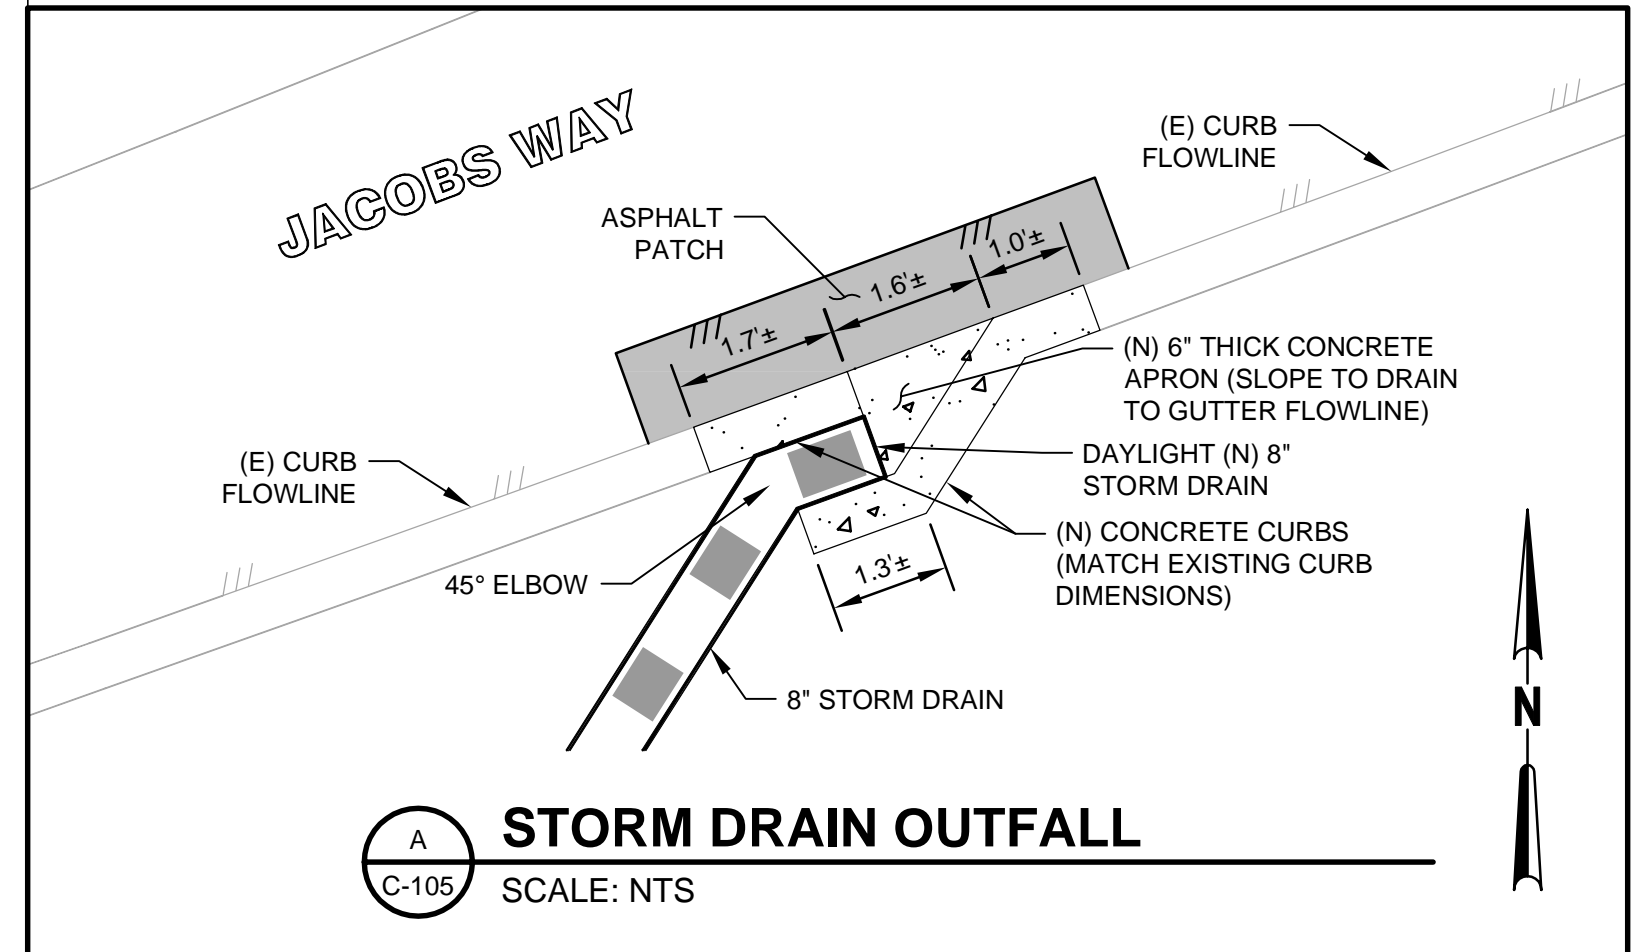 JACOBS WAY
(E) CURB
FLOWLINE
ASPHALT
PATCH
1.7'±
1.6'±
1.0'±
(N) 6" THICK CONCRETE
APRON (SLOPE TO DRAIN
TO GUTTER FLOWLINE)
(E) CURB
FLOWLINE
DAYLIGHT (N) 8"
STORM DRAIN
(N) CONCRETE CURBS
(MATCH EXISTING CURB
DIMENSIONS)
45° ELBOW
1.3'±
8" STORM DRAIN
N
A
C-105
STORM DRAIN OUTFALL
SCALE: NTS